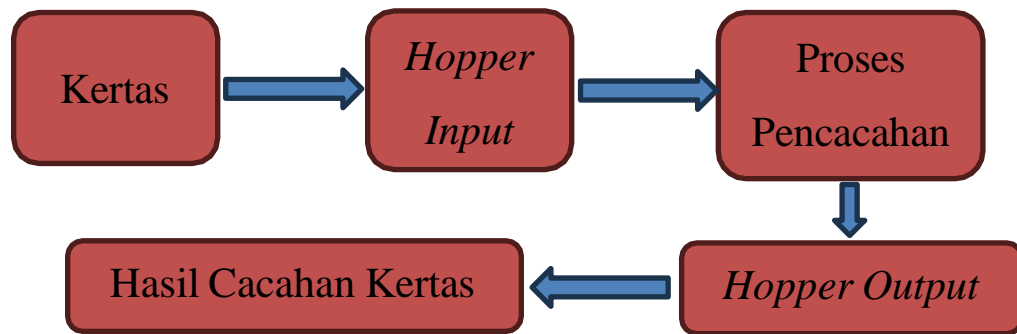 Kertas
Hopper
Input
Proses
Pencacahan
Hopper Output
Hasil Cacahan Kertas